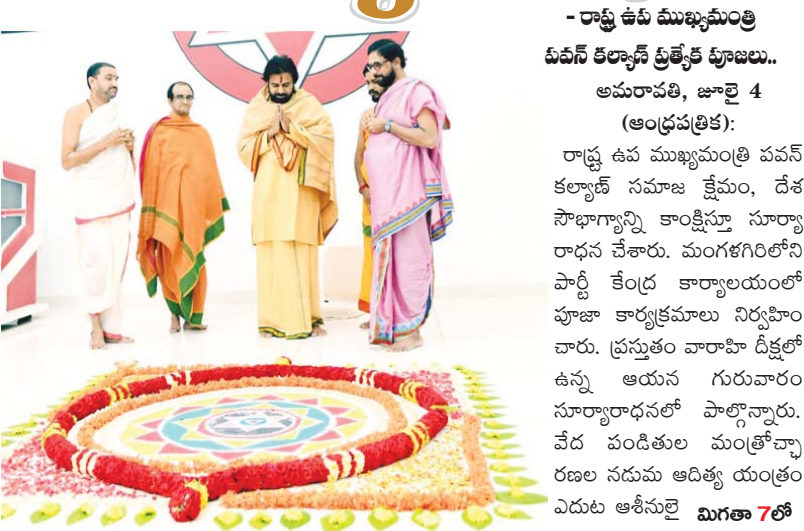 - రాష్ట్ర ఉప ముఖ్యమంత్రి
పవన్ కల్యాణ్ ప్రత్యేక పూజలు..
అమరావతి, జూలై 4
(ఆంధ్రపత్రిక):
రాష్ట్ర ఉప ముఖ్యమంత్రి పవన్
కల్యాణ్ సమాజ క్షేమం, దేశ
సౌభాగ్యాన్ని కాంక్షిస్తూ సూర్యా
రాధన చేశారు. మంగళగిరిలోని
పార్టీ కేంద్ర కార్యాలయంలో
పూజా కార్యక్రమాలు నిర్వహిం
చారు. ప్రస్తుతం వారాహి దీక్షలో
ఉన్న ఆయన గురువారం
సూర్యారాధనలో పాల్గొన్నారు.
వేద పండితుల మంత్రోచ్ఛా
రణల నడుమ ఆదిత్య యంత్రం
ఎదుట ఆశీనులై మిగతా 7లో